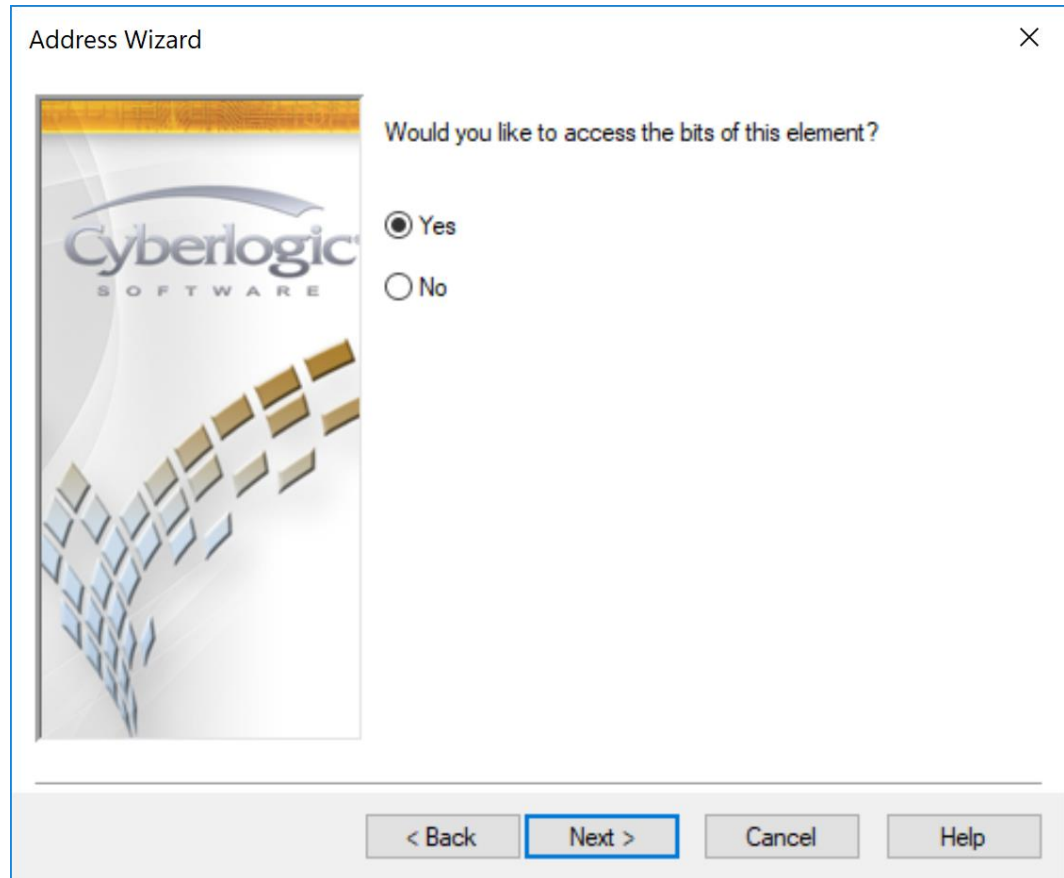 Address Wizard
Would you like to access the bits of this element?
Cyberlogic®
SOFTWARE
Yes
No
< Back
Next >
Cancel
Help